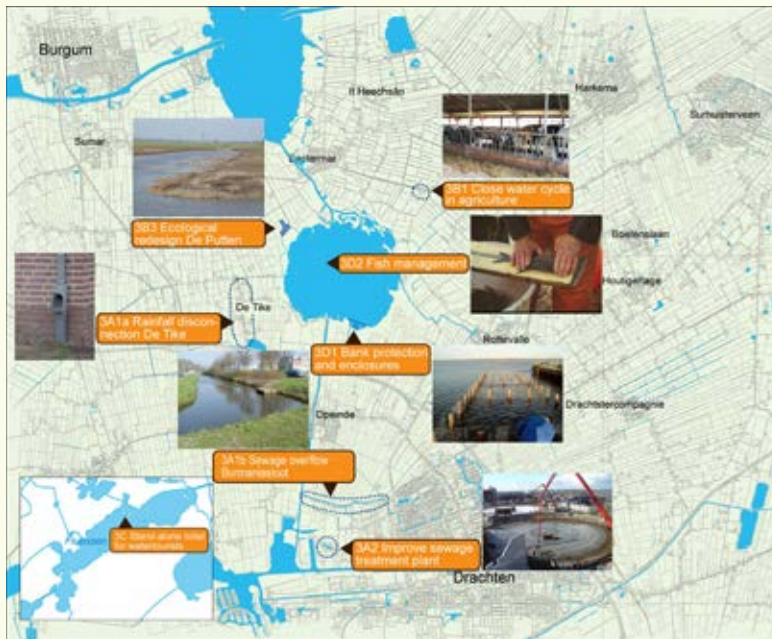 Burgum
It Heechsân
Harkema
Surhuisterveen
Sumar
Eastermar
3B1 Close water cycle
in agriculture
3B3 Ecological
redesign De Putten
Boelenslaan
3D2 Fish management
Houtigehage
De Tike
3A1a Rainfall discon-
nection De Tike
3D1 Bank protection
and enclosures
Rottevalle
Opeinde
Drachtstercompagnie
3A1b Sewage overflow
Burmaniasloot
3C Stand-alone toilet
for watertourists
3A2 Improve sewage
treatment plant
Drachten